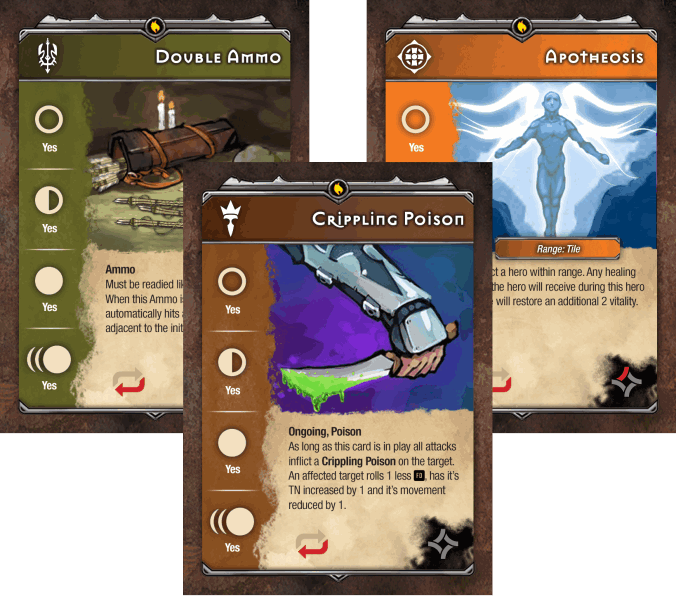 Double Ammo
Yes
Yes
Yes
Yes
Ammo
Must be readied
When this Ammo
automatically hits
adjacent to the
Apotheosis
Yes
Range: Tile
a hero within range. Any healing
the hero will receive during this hero
will restore an additional 2 vitality.
Crippling Poison
Yes
Yes
Yes
Yes
Ongoing, Poison
As long as this card is in play all attacks
inflict a Crippling Poison on the target.
An affected target rolls 1 less FD, has it's
TN increased by 1 and it's movement
reduced by 1.